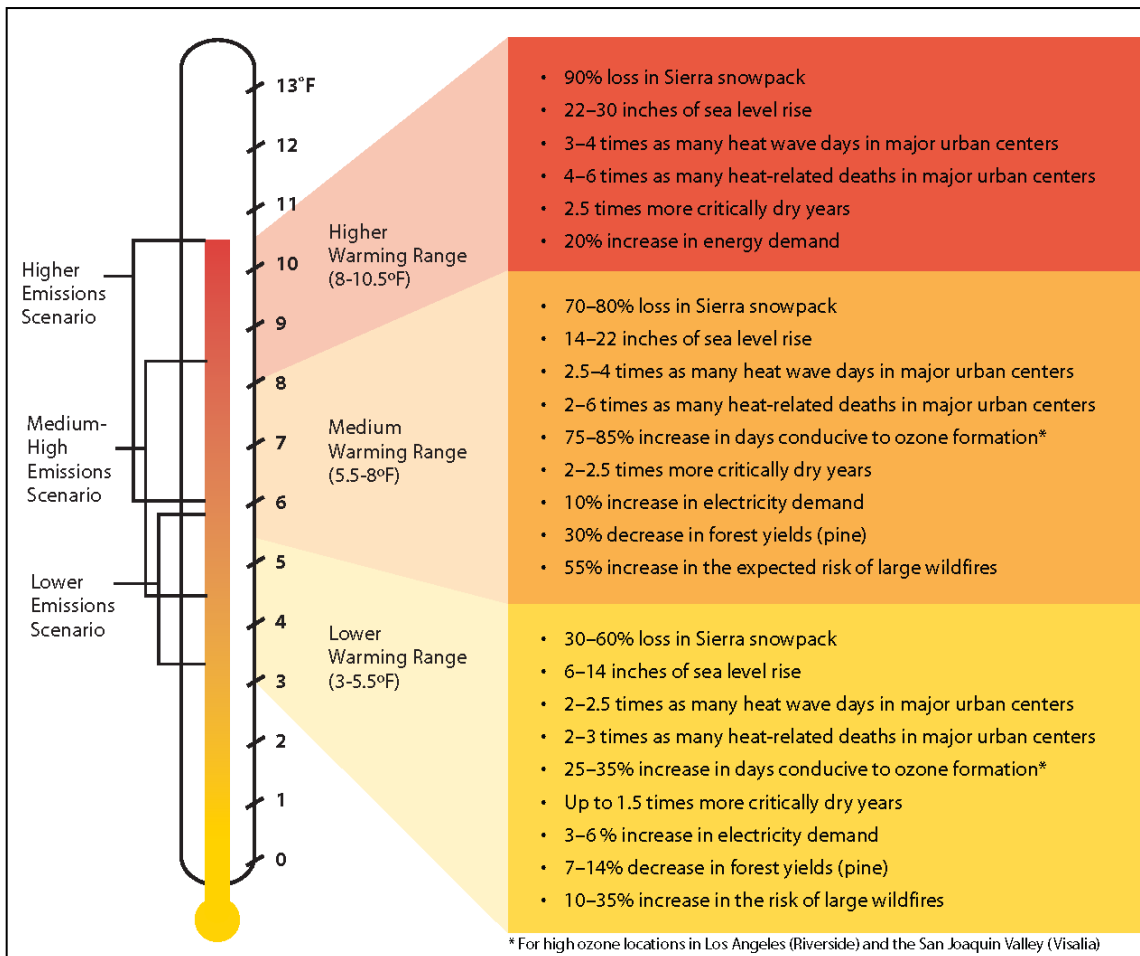 13°F
12
11
10
9
8
7
6
5
4
3
2
1
0
Higher
Emissions
Scenario
Medium-
High
Emissions
Scenario
Lower
Emissions
Scenario
Higher
Warming Range
(8-10.5ºF)
Medium
Warming Range
(5.5-8ºF)
Lower
Warming Range
(3-5.5ºF)
• 90% loss in Sierra snowpack
• 22–30 inches of sea level rise
• 3–4 times as many heat wave days in major urban centers
• 4–6 times as many heat-related deaths in major urban centers
• 2.5 times more critically dry years
• 20% increase in energy demand
• 70–80% loss in Sierra snowpack
• 14–22 inches of sea level rise
• 2.5–4 times as many heat wave days in major urban centers
• 2–6 times as many heat-related deaths in major urban centers
• 75–85% increase in days conducive to ozone formation*
• 2–2.5 times more critically dry years
• 10% increase in electricity demand
• 30% decrease in forest yields (pine)
• 55% increase in the expected risk of large wildfires
• 30–60% loss in Sierra snowpack
• 6–14 inches of sea level rise
• 2–2.5 times as many heat wave days in major urban centers
• 2–3 times as many heat-related deaths in major urban centers
• 25–35% increase in days conducive to ozone formation*
• Up to 1.5 times more critically dry years
• 3–6 % increase in electricity demand
• 7–14% decrease in forest yields (pine)
• 10–35% increase in the risk of large wildfires
* For high ozone locations in Los Angeles (Riverside) and the San Joaquin Valley (Visalia)